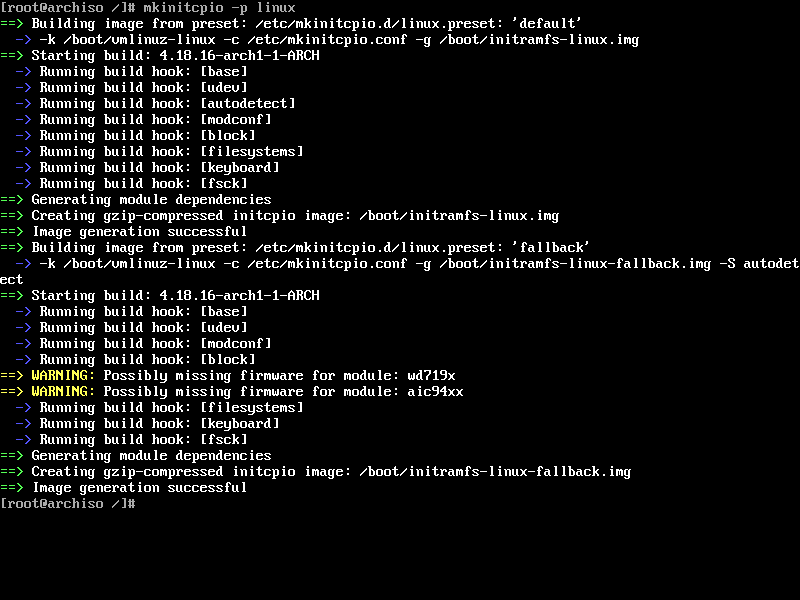 [root@archiso /]# mkinitcpio -p linux
==> Building image from preset: /etc/mkinitcpio.d/linux.preset: 'default'
  -> -k /boot/vmlinuz-linux -c /etc/mkinitcpio.conf -g /boot/initramfs-linux.img
==> Starting build: 4.18.16-arch1-1-ARCH
  -> Running build hook: [base]
  -> Running build hook: [udev]
  -> Running build hook: [autodetect]
  -> Running build hook: [modconf]
  -> Running build hook: [block]
  -> Running build hook: [filesystems]
  -> Running build hook: [keyboard]
  -> Running build hook: [fsck]
==> Generating module dependencies
==> Creating gzip-compressed initcpio image: /boot/initramfs-linux.img
==> Image generation successful
==> Building image from preset: /etc/mkinitcpio.d/linux.preset: 'fallback'
  -> -k /boot/vmlinuz-linux -c /etc/mkinitcpio.conf -g /boot/initramfs-linux-fallback.img -S autodet
ect
==> Starting build: 4.18.16-arch1-1-ARCH
  -> Running build hook: [base]
  -> Running build hook: [udev]
  -> Running build hook: [modconf]
  -> Running build hook: [block]
==> WARNING: Possibly missing firmware for module: wd719x
==> WARNING: Possibly missing firmware for module: aic94xx
  -> Running build hook: [filesystems]
  -> Running build hook: [keyboard]
  -> Running build hook: [fsck]
==> Generating module dependencies
==> Creating gzip-compressed initcpio image: /boot/initramfs-linux-fallback.img
==> Image generation successful
[root@archiso /]#